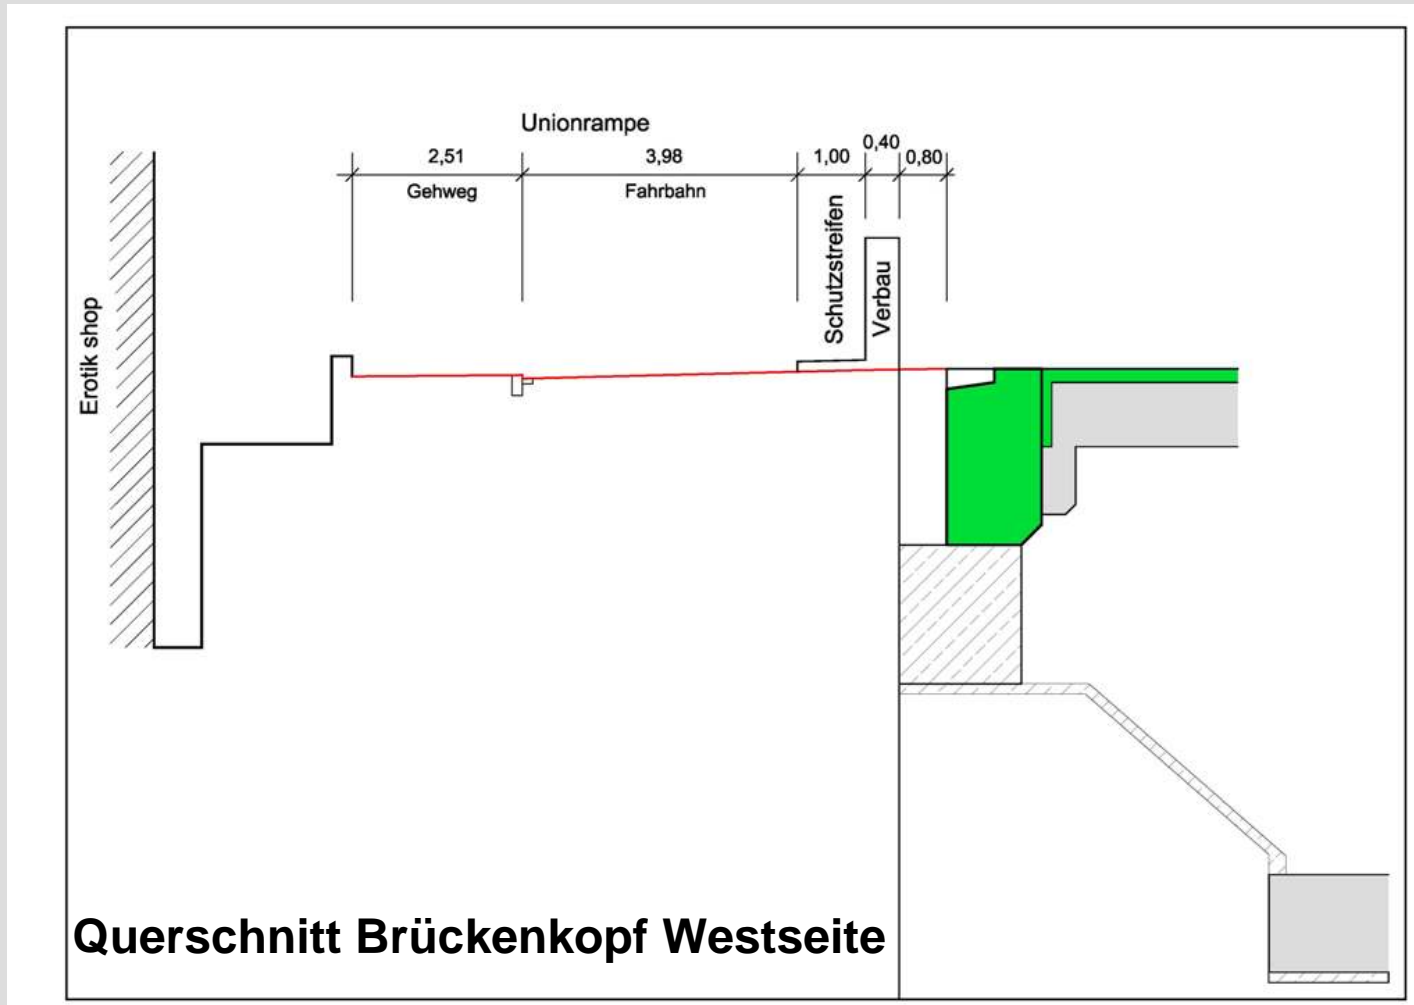 Unionrampe
2,51
3,98
1,00
0,40
0,80
Gehweg
Fahrbahn
Schutzstreifen
Verbau
Erotik shop
Querschnitt Brückenkopf Westseite